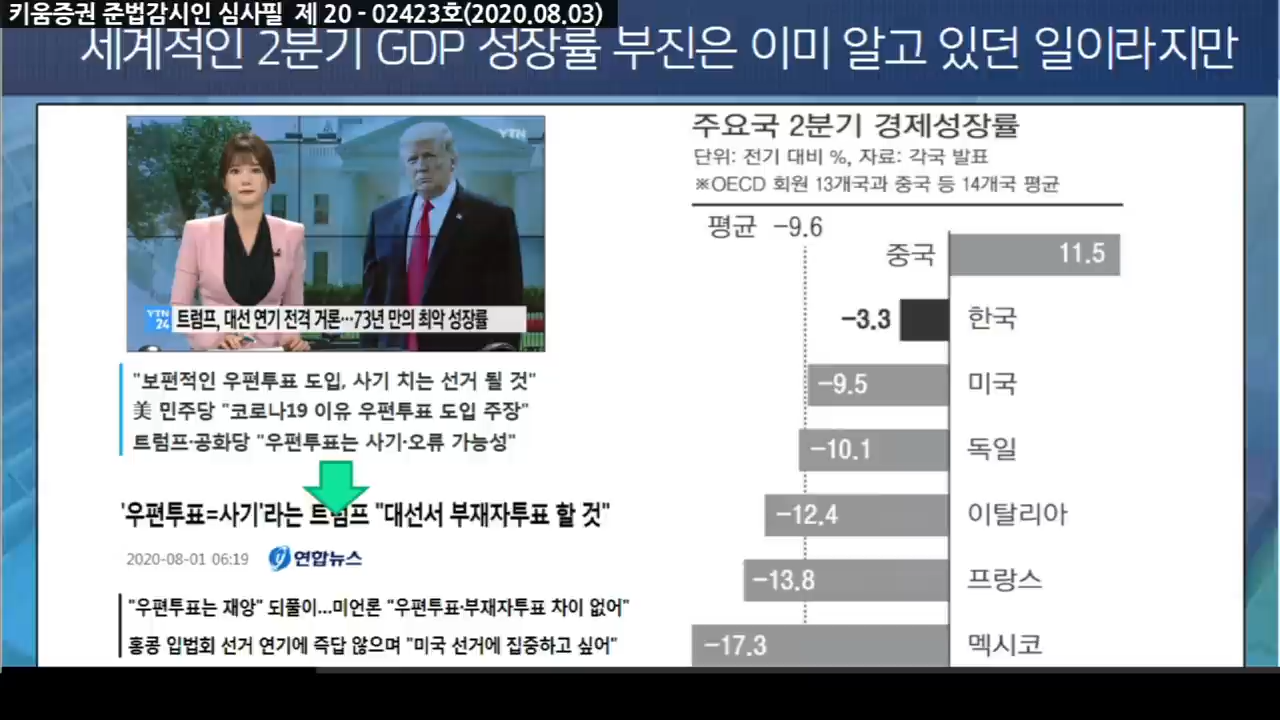 키움증권 준법감시인 심사필 제 20 - 02423호(2020.08.03)
세계적인 2분기 GDP 성장률 부진은 이미 알고 있던 일이라지만
YTN
YTN 24 트럼프, 대선 연기 전격 거론…73년 만의 최악 성장률
"보편적인 우편투표 도입, 사기 치는 선거 될 것"
美 민주당 "코로나19 이유 우편투표 도입 주장"
트럼프·공화당 "우편투표는 사기·오류 가능성"
'우편투표=사기'라는 트럼프 "대선서 부재자투표 할 것"
2020-08-01 06:19 연합뉴스
"우편투표는 재앙" 되풀이...미언론 "우편투표·부재자투표 차이 없어"
홍콩 입법회 선거 연기에 즉답 않으며 "미국 선거에 집중하고 싶어"
주요국 2분기 경제성장률
단위: 전기 대비 %, 자료: 각국 발표
※OECD 회원 13개국과 중국 등 14개국 평균
평균 -9.6
중국 11.5
-3.3 한국
-9.5 미국
-10.1 독일
-12.4 이탈리아
-13.8 프랑스
-17.3 멕시코